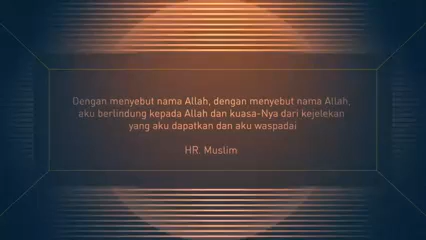 Dengan menyebut nama Allah, dengan menyebut nama Allah,
aku berlindung kepada Allah dan kuasa-Nya dari kejelekan
yang aku dapatkan dan aku waspadai
HR. Muslim